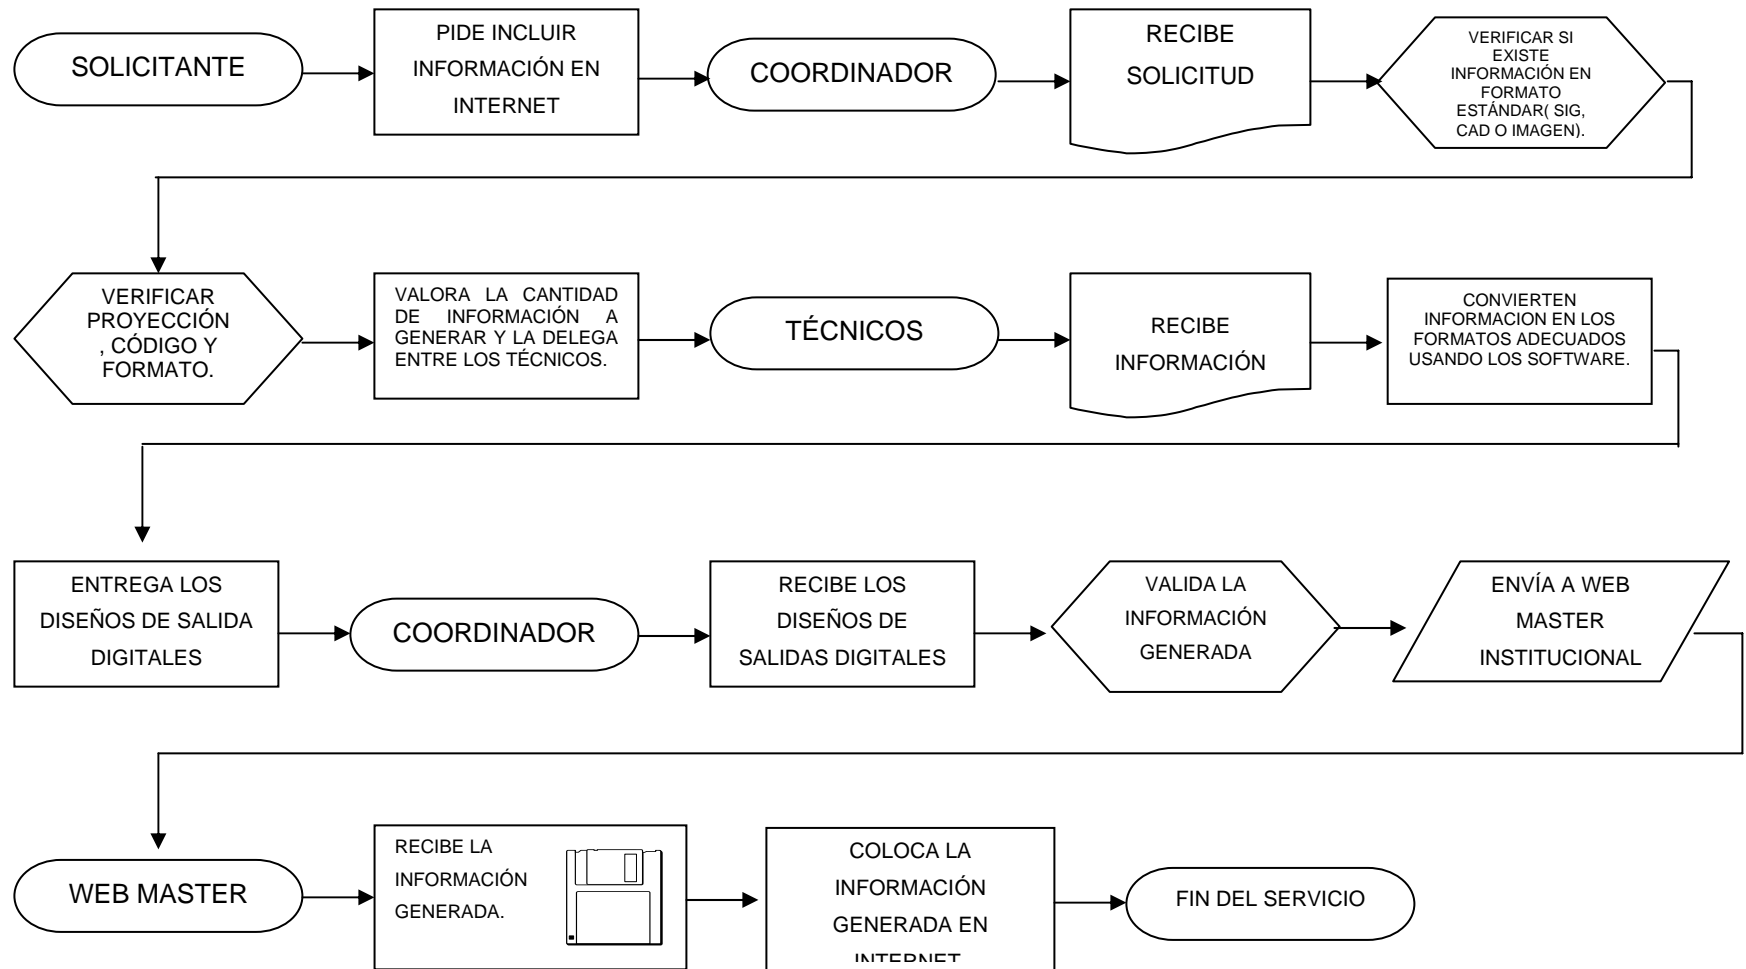 SOLICITANTE
PIDE INCLUIR
INFORMACIÓN EN
INTERNET
COORDINADOR
RECIBE
SOLICITUD
VERIFICAR SI
EXISTE
INFORMACIÓN EN
FORMATO
ESTÁNDAR( SIG,
CAD O IMAGEN).
VERIFICAR
PROYECCIÓN
, CÓDIGO Y
FORMATO.
VALORA LA CANTIDAD
DE INFORMACIÓN A
GENERAR Y LA DELEGA
ENTRE LOS TÉCNICOS.
TÉCNICOS
RECIBE
INFORMACIÓN
CONVIERTEN
INFORMACION EN LOS
FORMATOS ADECUADOS
USANDO LOS SOFTWARE.
ENTREGA LOS
DISEÑOS DE SALIDA
DIGITALES
COORDINADOR
RECIBE LOS
DISEÑOS DE
SALIDAS DIGITALES
VALIDA LA
INFORMACIÓN
GENERADA
ENVÍA A WEB
MASTER
INSTITUCIONAL
WEB MASTER
RECIBE LA
INFORMACIÓN
GENERADA.
COLOCA LA
INFORMACIÓN
GENERADA EN
INTERNET
FIN DEL SERVICIO